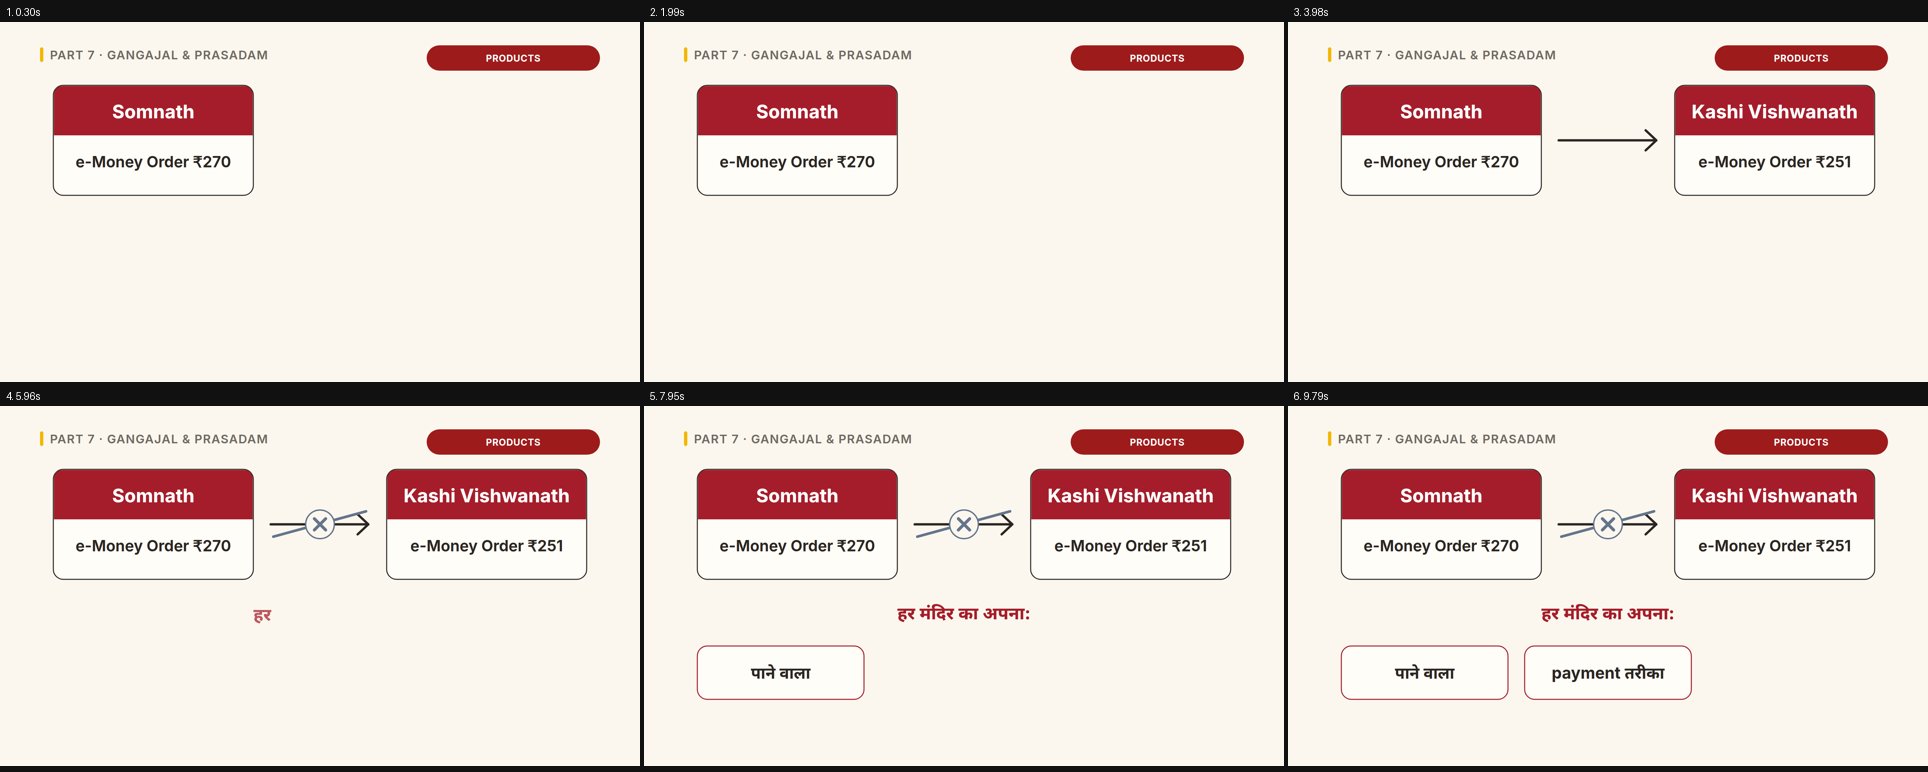 1. 0.30s
PART 7 · GANGAJAL & PRASADAM
PRODUCTS
Somnath
e-Money Order ₹270
2. 1.99s
PART 7 · GANGAJAL & PRASADAM
PRODUCTS
Somnath
e-Money Order ₹270
3. 3.98s
PART 7 · GANGAJAL & PRASADAM
PRODUCTS
Somnath
e-Money Order ₹270
Kashi Vishwanath
e-Money Order ₹251
4. 5.96s
PART 7 · GANGAJAL & PRASADAM
PRODUCTS
Somnath
e-Money Order ₹270
Kashi Vishwanath
e-Money Order ₹251
हर
5. 7.95s
PART 7 · GANGAJAL & PRASADAM
PRODUCTS
Somnath
e-Money Order ₹270
Kashi Vishwanath
e-Money Order ₹251
हर मंदिर का अपना:
पाने वाला
6. 9.79s
PART 7 · GANGAJAL & PRASADAM
PRODUCTS
Somnath
e-Money Order ₹270
Kashi Vishwanath
e-Money Order ₹251
हर मंदिर का अपना:
पाने वाला
payment तरीका